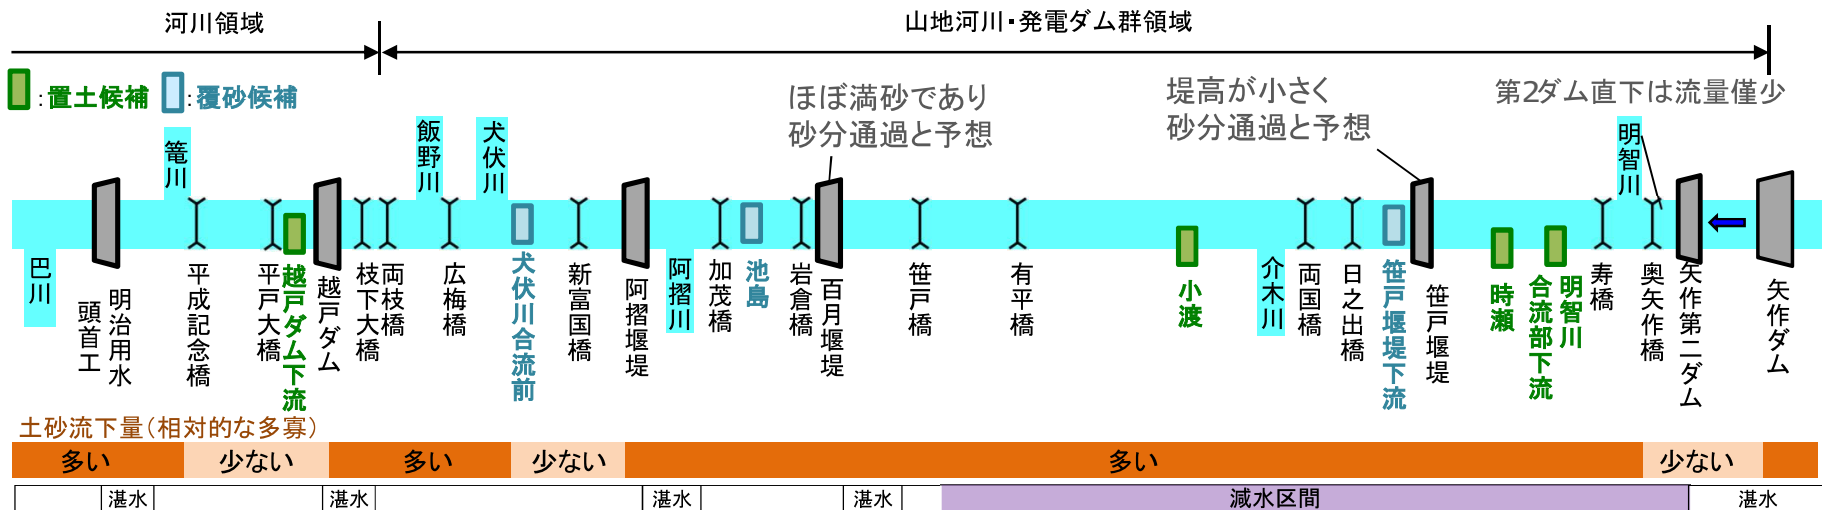 河川領域
山地河川・発電ダム群領域
:置土候補
:覆砂候補
ほぼ満砂であり
砂分通過と予想
堤高が小さく
砂分通過と予想
第2ダム直下は流量僅少
篭川
飯野川
犬伏川
明智川
巴川
明治用水
頭首工
平成記念橋
平戸大橋
越戸ダム下流
越戸ダム
枝下大橋
両枝橋
広梅橋
犬伏川合流前
新富国橋
阿摺堰堤
阿摺川
加茂橋
池島
岩倉橋
百月堰堤
笹戸橋
有平橋
小渡
介木川
両国橋
日之出橋
笹戸堰堤下流
笹戸堰堤
時瀬
明智川
合流部下流
寿橋
奥矢作橋
矢作第二ダム
矢作ダム
土砂流下量(相対的な多寡)
多い
少ない
多い
少ない
多い
少ない
湛水
湛水
湛水
湛水
減水区間
湛水